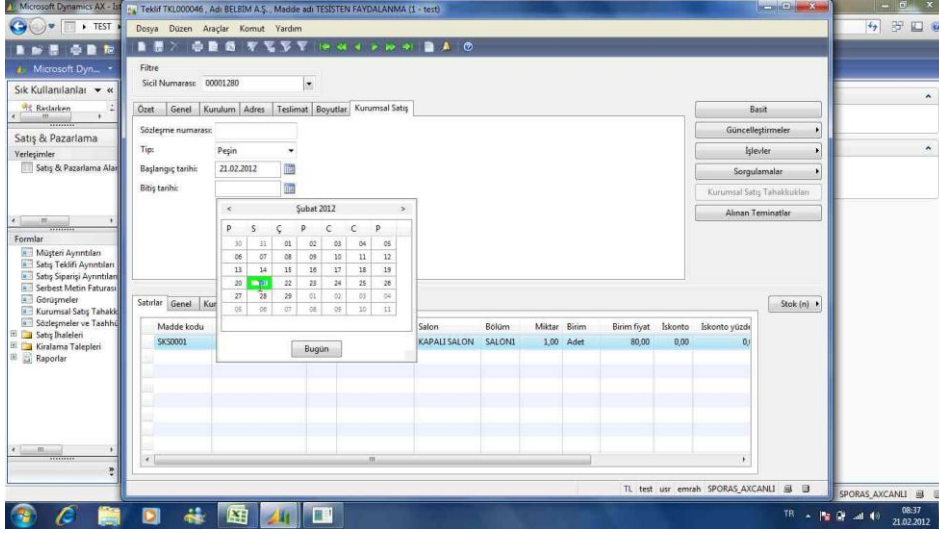 Microsoft Dynamics AX - İst
Teklif TKL000046 , Adı BELBİM A.Ş. , Madde adı TESİSTEN FAYDALANMA (1 - test)
TEST
Dosya Düzen Araçlar Komut Yardım
Microsoft Dyn...
Filtre
Sicil Numarası: 00001280
Sık Kullanılanlar
Başlarken
Özet Genel Kurulum Adres Teslimat Boyutlar Kurumsal Satış
Basit
Sözleşme numarası:
Güncelleştirmeler
Satış & Pazarlama
Tip: Peşin
İşlevler
Yerleşimler
Satış & Pazarlama Alan
Başlangıç tarihi: 21.02.2012
Sorgulamalar
Bitiş tarihi:
Kurumsal Satış Tahakkukları
Alınan Teminatlar
< Şubat 2012 >
P S Ç P C C P
30 31 01 02 03 04 05
06 07 08 09 10 11 12
13 14 15 16 17 18 19
20 22 23 24 25 26
27 28 29 01 02 03 04
05 06 07 08 09 10 11
Bugün
Formlar
Müşteri Ayrıntıları
Satış Teklifi Ayrıntıları
Satış Siparişi Ayrıntıları
Serbest Metin Faturası
Görüşmeler
Kurumsal Satış Tahakk
Sözleşmeler ve Taahhü
Satış İhaleleri
Kiralama Talepleri
Raporlar
Satırlar Genel Kur
Stok (n)
Madde kodu Salon Bölüm Miktar Birim Birim fiyat İskonto İskonto yüzde
SKS0001 KAPALI SALON SALON1 1,00 Adet 80,00 0,00 0,
TL test usr emrah SPORAS_AXCANLI
SPORAS_AXCANLI
TR
08:37
21.02.2012